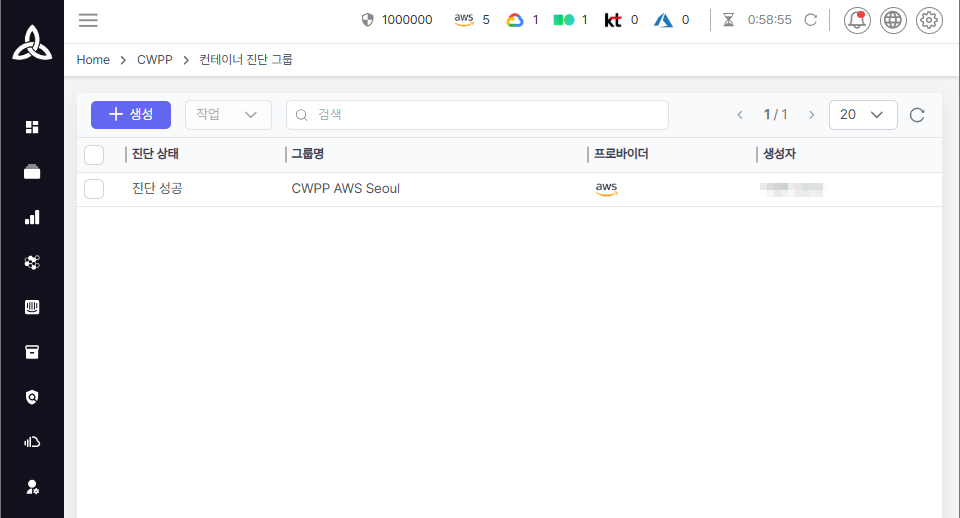 1000000 aws 5 1 1 kt 0 0 0:58:55
Home > CWPP > 컨테이너 진단 그룹
+ 생성 작업 검색 < 1 / 1 > 20
진단 상태 그룹명 프로바이더 생성자
진단 성공 CWPP AWS Seoul aws